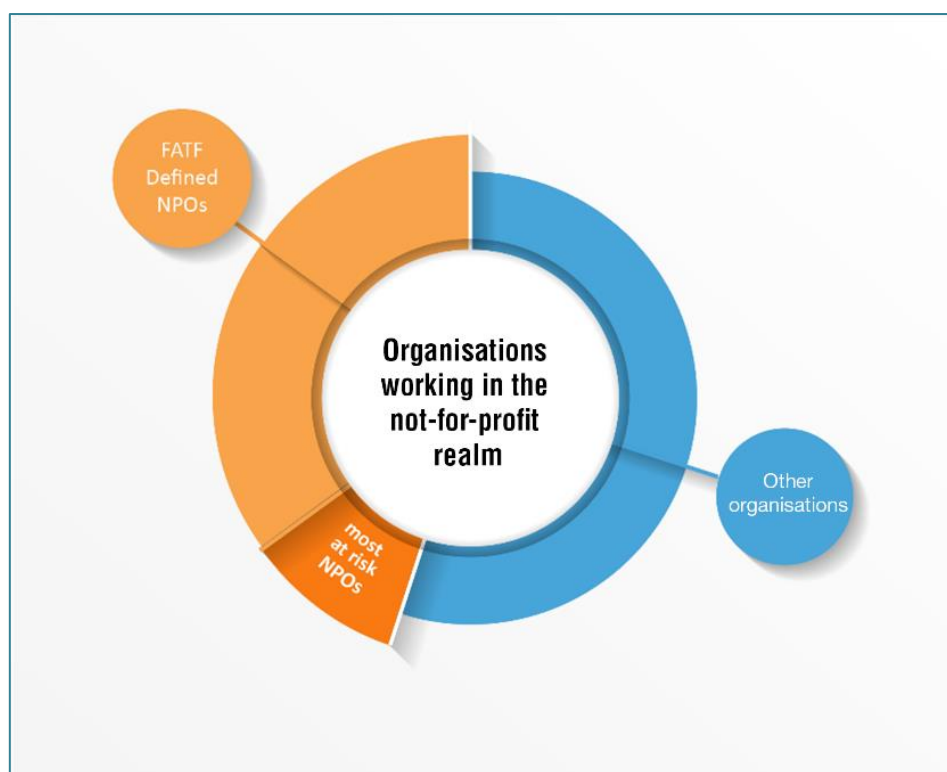 FATF
Defined
NPOs
Organisations
working in the
not-for-profit
realm
Other
organisations
most
at risk
NPOs